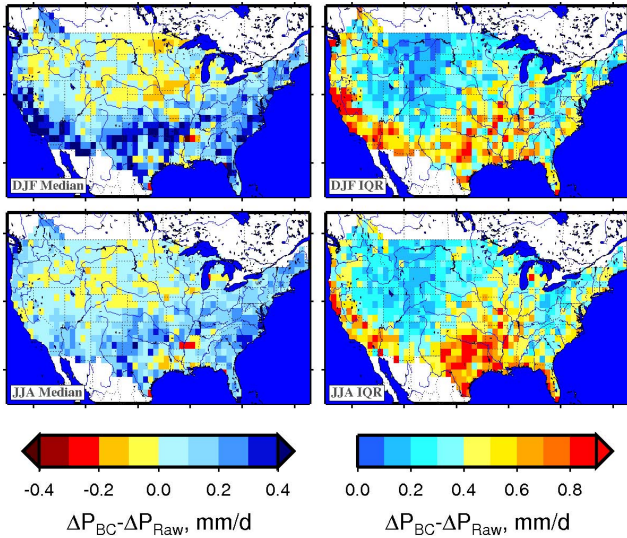 DJF Median
DJF IQR
JJA Median
JJA IQR
-0.4 -0.2 0.0 0.2 0.4
0.0 0.2 0.4 0.6 0.8
ΔP_BC-ΔP_Raw, mm/d
ΔP_BC-ΔP_Raw, mm/d